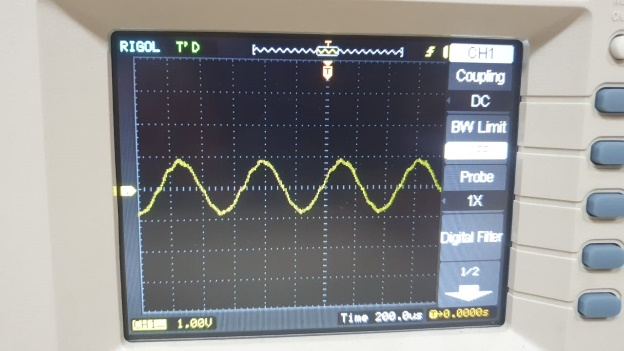 RIGOL T'D
T
CH1
T
Coupling
DC
BW Limit
Probe
1X
Digital Filter
1/2
CH1 1.00V Time 200.0us T→0.0000s